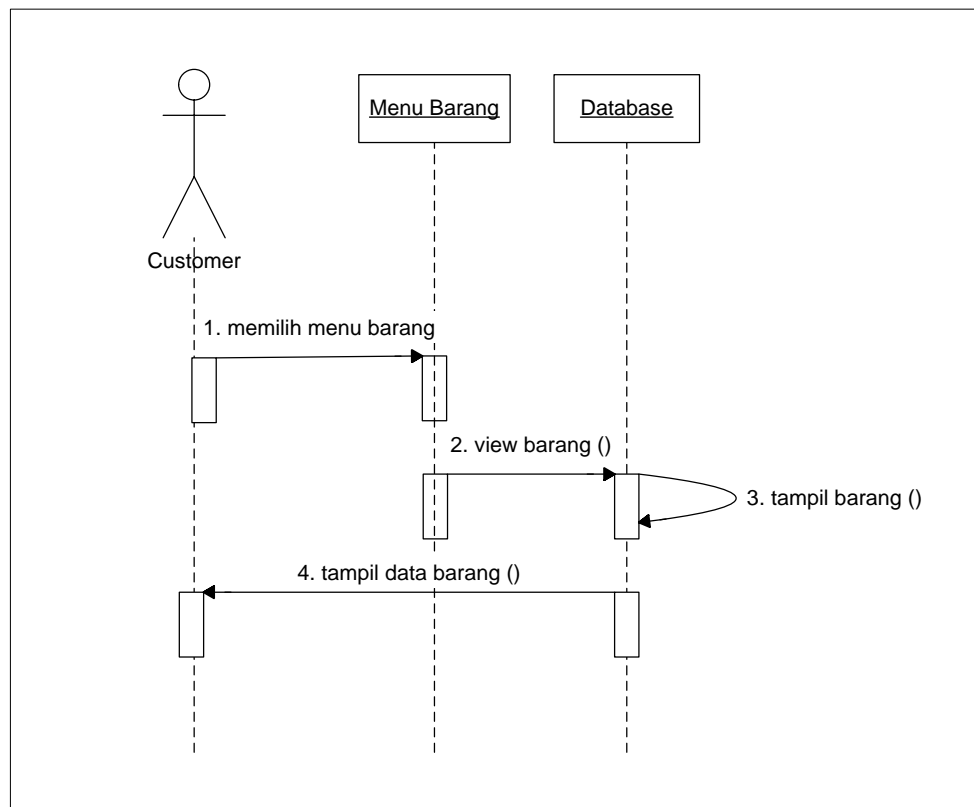 Menu Barang
Database
Customer
1. memilih menu barang
2. view barang ()
3. tampil barang ()
4. tampil data barang ()